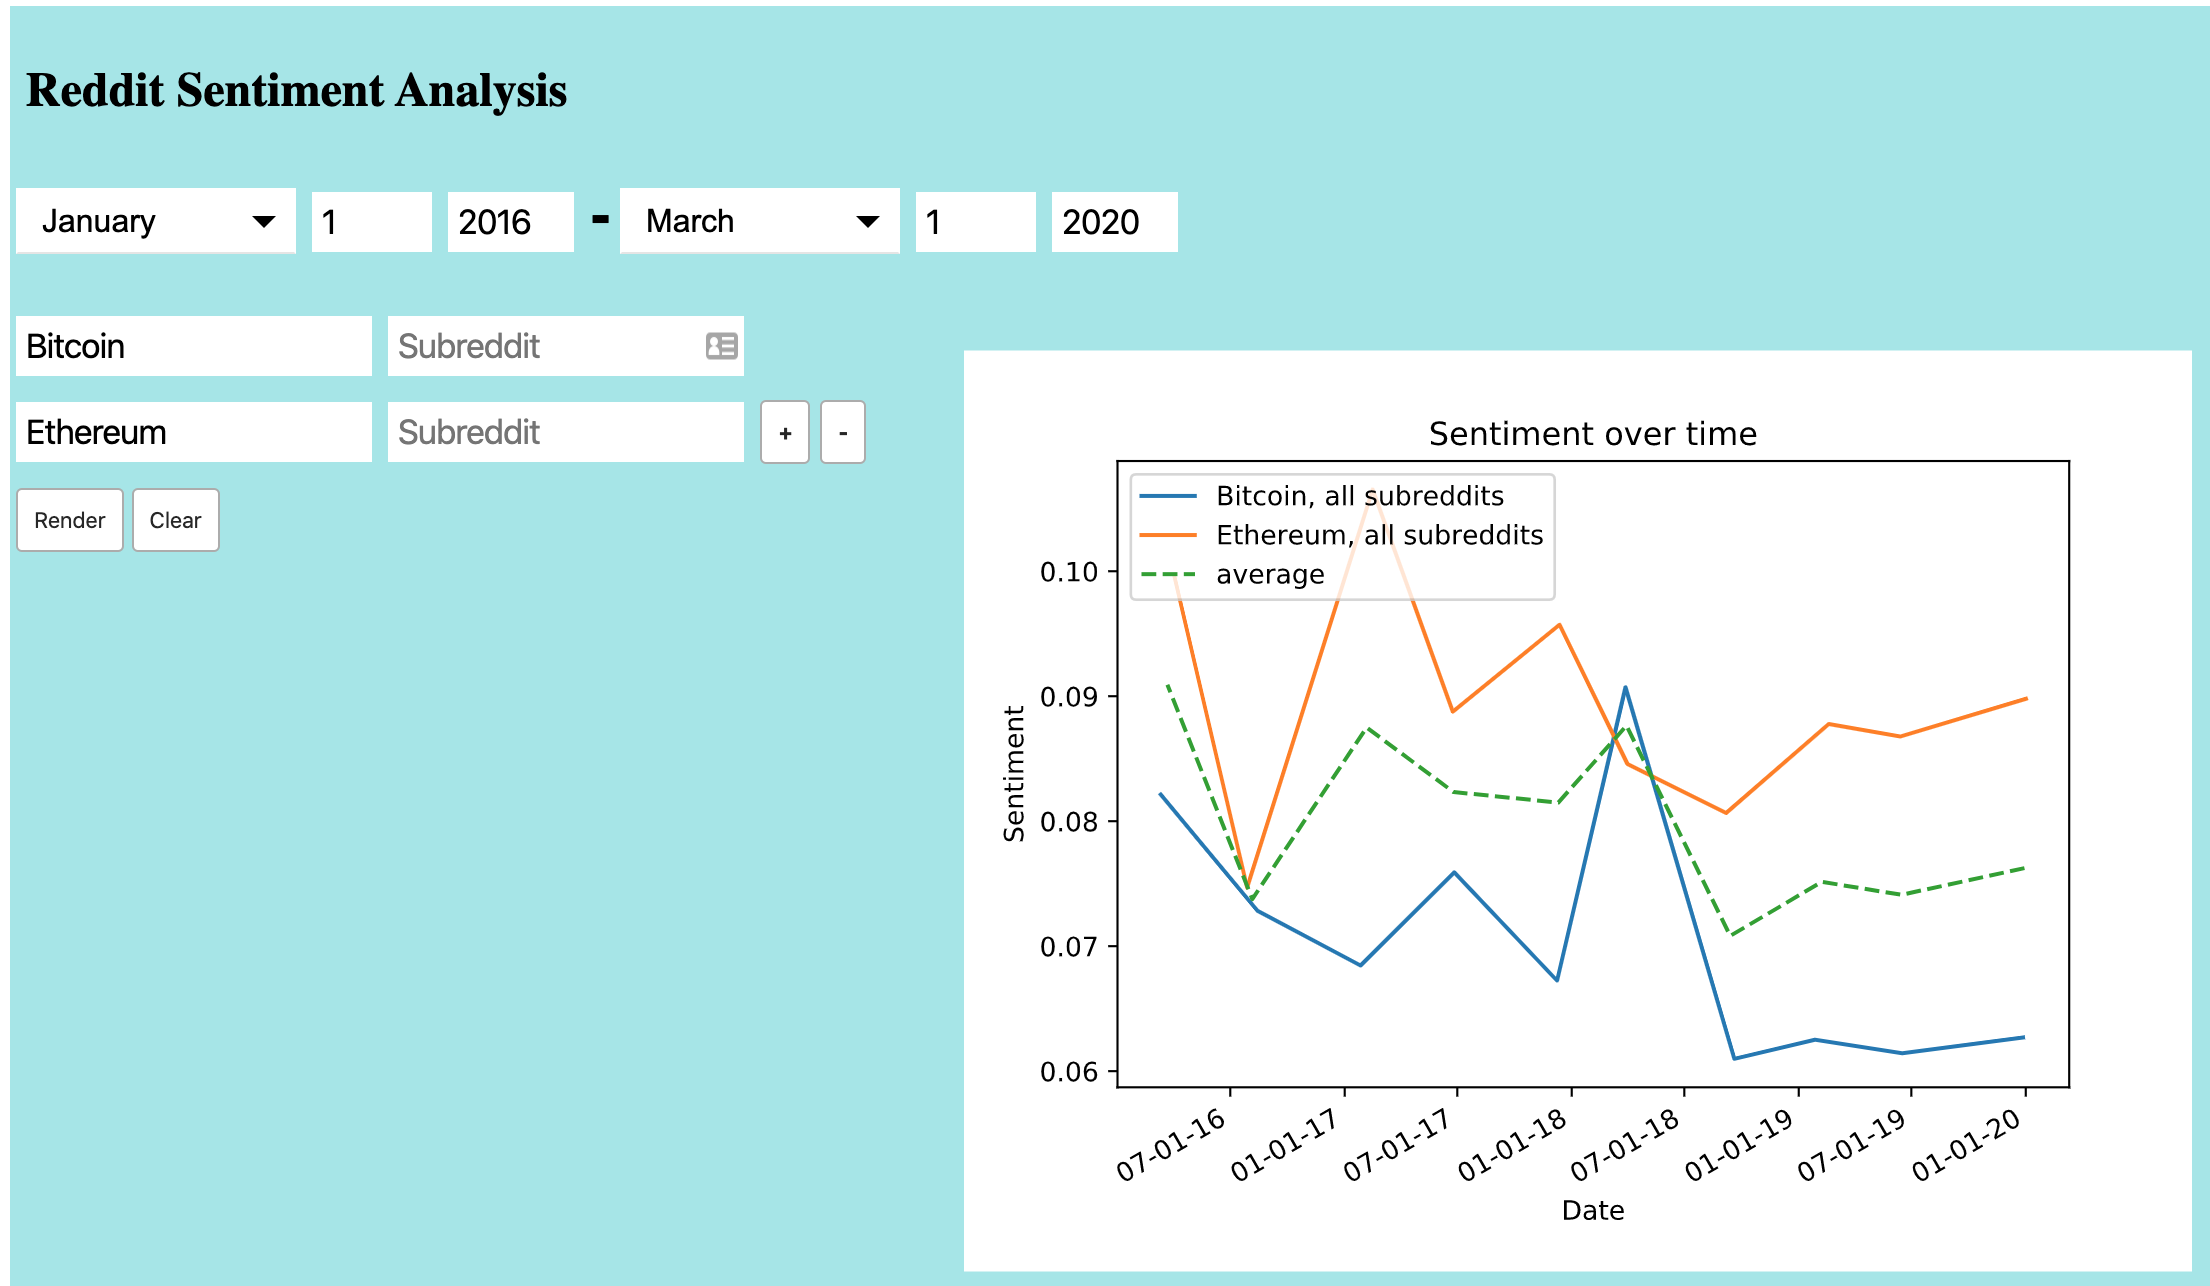 Reddit Sentiment Analysis
January 1 2016 - March 1 2020
Bitcoin Subreddit
Ethereum Subreddit + -
Render Clear
Sentiment over time
Bitcoin, all subreddits
Ethereum, all subreddits
average
Sentiment
0.10
0.09
0.08
0.07
0.06
07-01-16 01-01-17 07-01-17 01-01-18 07-01-18 01-01-19 07-01-19 01-01-20
Date